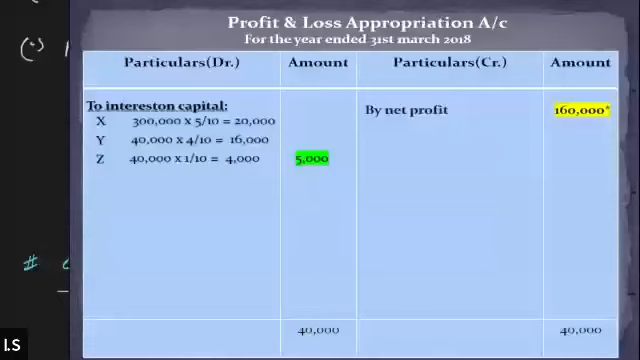 Profit & Loss Appropriation A/c
For the year ended 31st march 2018
Particulars(Dr.) Amount Particulars(Cr.) Amount
To intereston capital:
X 300,000 x 5/10 = 20,000
By net profit 160,000*
Y 40,000 x 4/10 = 16,000
Z 40,000 x 1/10 = 4,000 5,000
40,000 40,000
#
I.S